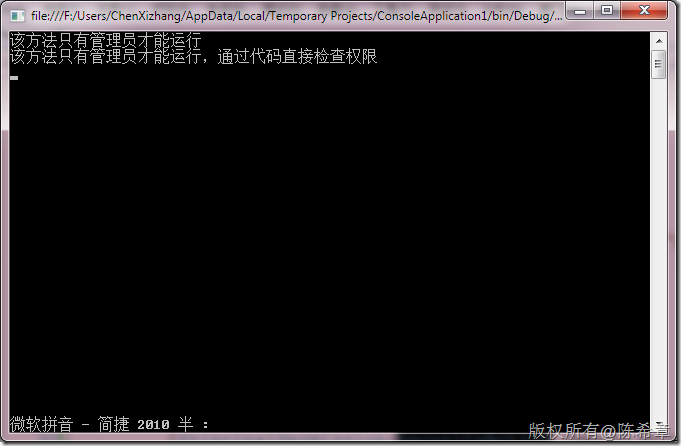 file:///F:/Users/ChenXizhang/AppData/Local/Temporary Projects/ConsoleApplication1/bin/Debug/...
该方法只有管理员才能运行
该方法只有管理员才能运行，通过代码直接检查权限
微软拼音 - 简捷 2010 半 :
版权所有@陈希章